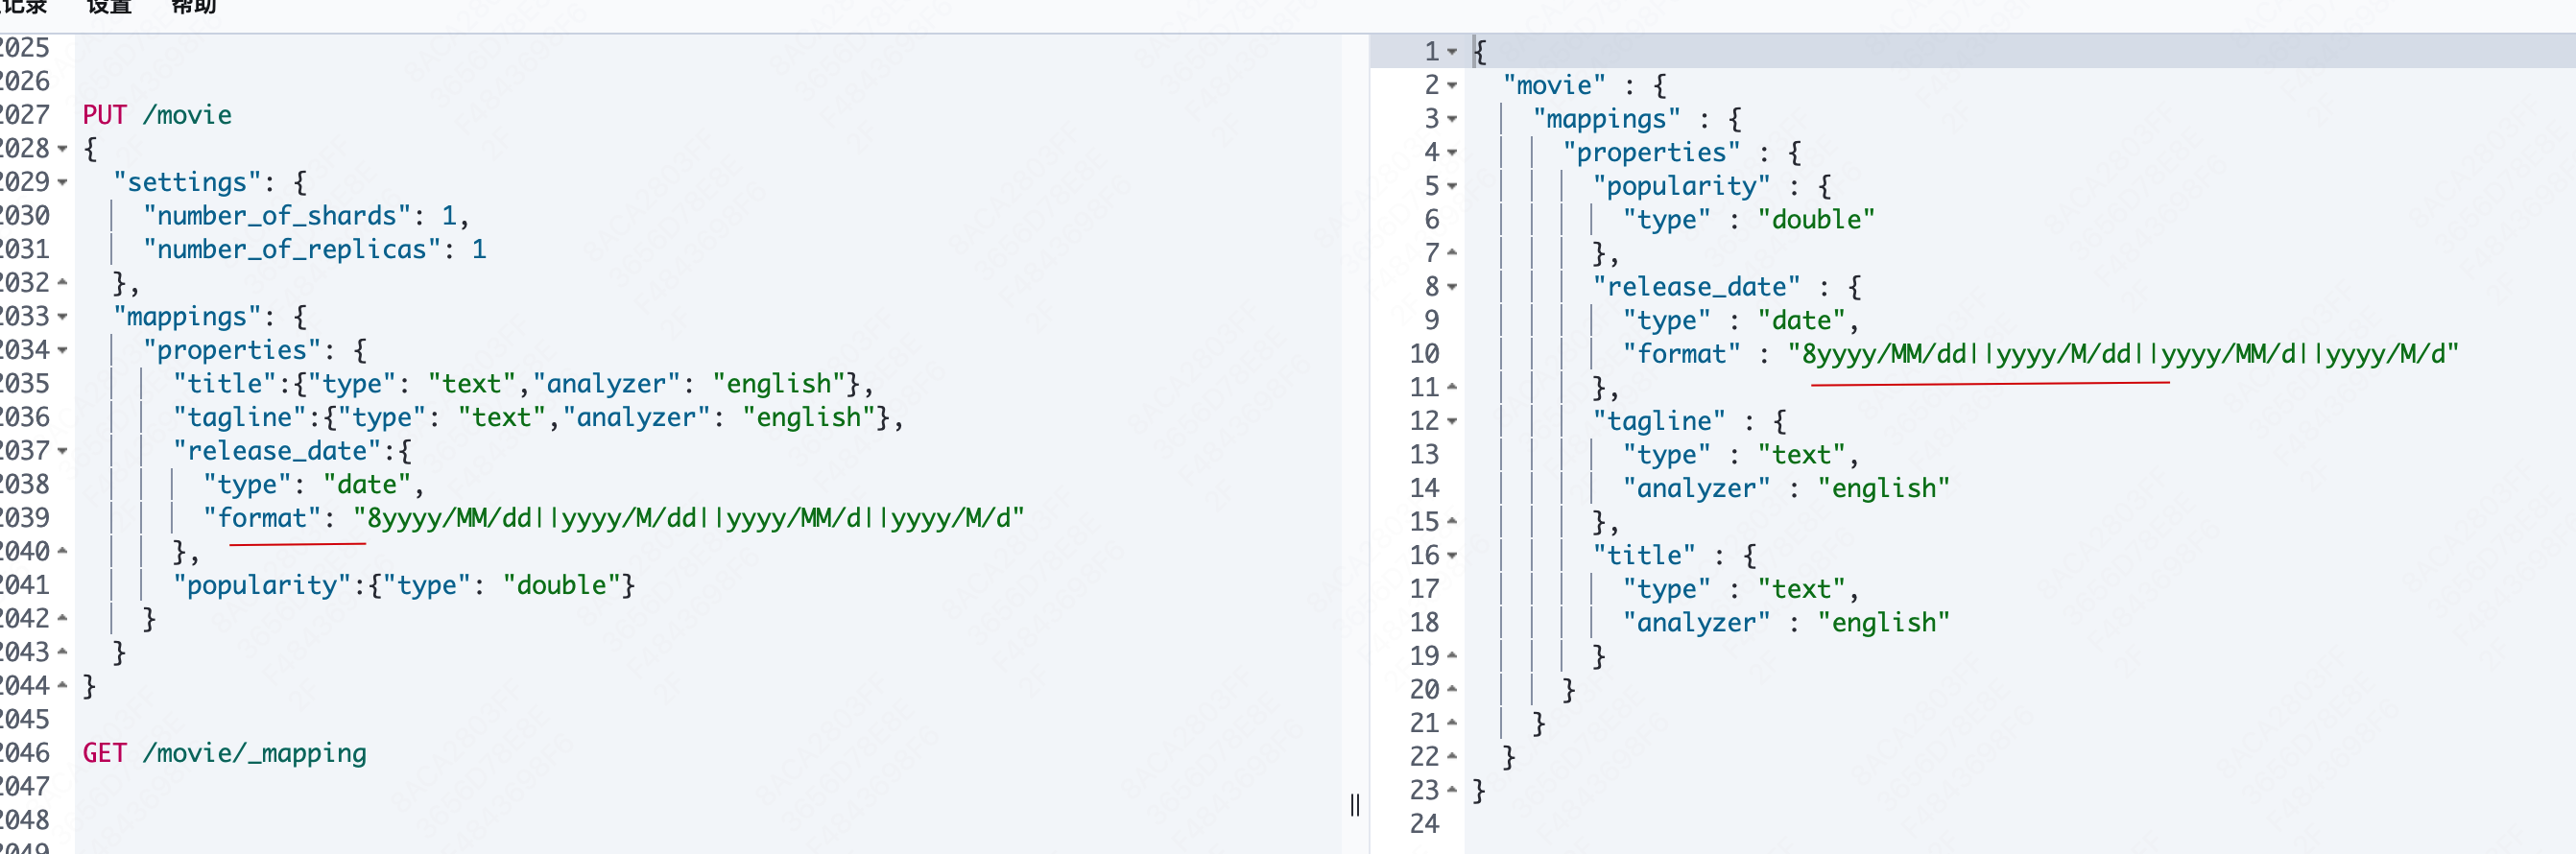 记录 设置 帮助
2025
2026
2027 PUT /movie
2028 {
2029 "settings": {
2030 "number_of_shards": 1,
2031 "number_of_replicas": 1
2032 },
2033 "mappings": {
2034 "properties": {
2035 "title":{"type": "text","analyzer": "english"},
2036 "tagline":{"type": "text","analyzer": "english"},
2037 "release_date":{
2038 "type": "date",
2039 "format": "8yyyy/MM/dd||yyyy/M/dd||yyyy/MM/d||yyyy/M/d"
2040 },
2041 "popularity":{"type": "double"}
2042 }
2043 }
2044 }
2045
2046 GET /movie/_mapping
2047
2048
2049
1 {
2 "movie" : {
3 "mappings" : {
4 "properties" : {
5 "popularity" : {
6 "type" : "double"
7 },
8 "release_date" : {
9 "type" : "date",
10 "format" : "8yyyy/MM/dd||yyyy/M/dd||yyyy/MM/d||yyyy/M/d"
11 },
12 "tagline" : {
13 "type" : "text",
14 "analyzer" : "english"
15 },
16 "title" : {
17 "type" : "text",
18 "analyzer" : "english"
19 }
20 }
21 }
22 }
23 }
24